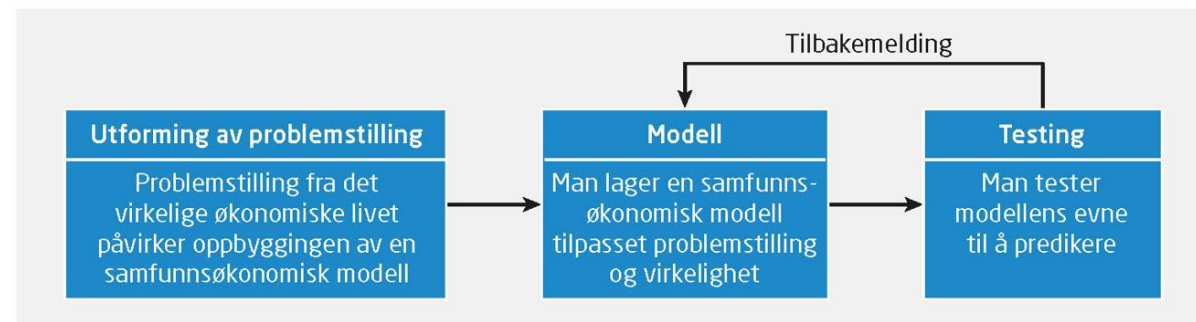 Tilbakemelding
Utforming av problemstilling
Problemstilling fra det
virkelige økonomiske livet
påvirker oppbyggingen av en
samfunnsøkonomisk modell
Modell
Man lager en samfunns-
økonomisk modell
tilpasset problemstilling
og virkelighet
Testing
Man tester
modellens evne
til å predikere